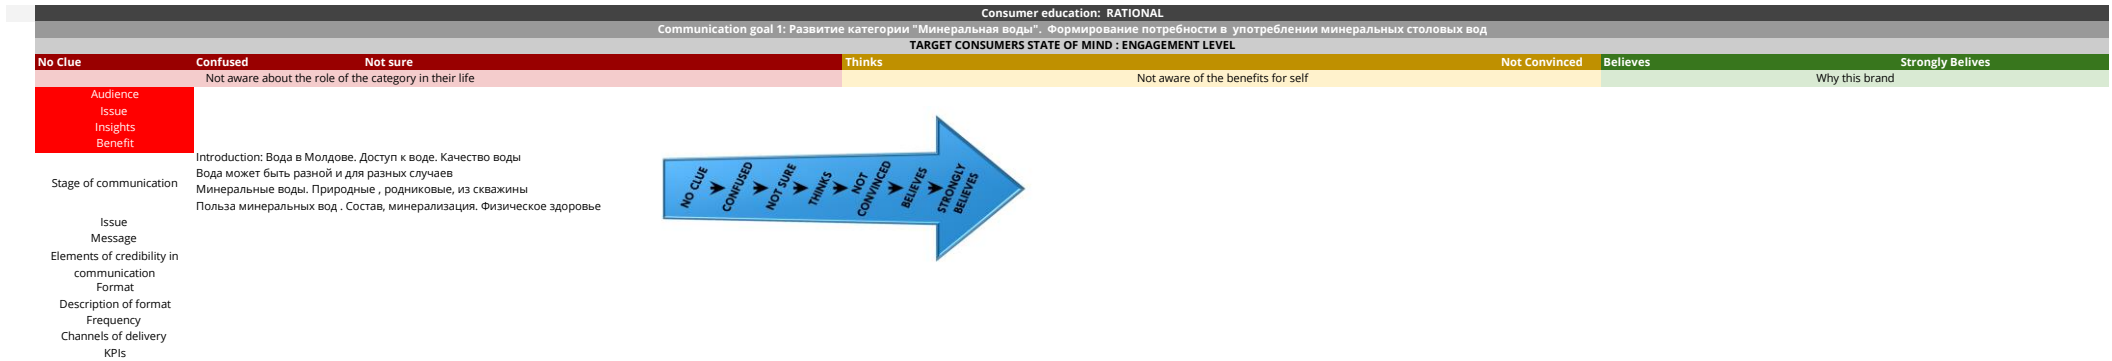 Consumer education: RATIONAL
Communication goal 1: Развитие категории "Минеральная воды". Формирование потребности в употреблении минеральных столовых вод
TARGET CONSUMERS STATE OF MIND : ENGAGEMENT LEVEL
No Clue Confused Not sure Thinks Not Convinced Believes Strongly Belives
Not aware about the role of the category in their life Not aware of the benefits for self Why this brand
Audience
Issue
Insights
Benefit
Stage of communication
Introduction: Вода в Молдове. Доступ к воде. Качество воды
Вода может быть разной и для разных случаев
Минеральные воды. Природные , родниковые, из скважины
Польза минеральных вод . Состав, минерализация. Физическое здоровье
NO CLUE
CONFUSED
NOT SURE
THINKS
NOT
CONVINCED
BELIEVES
STRONGLY
BELIEVES
Issue
Message
Elements of credibility in
communication
Format
Description of format
Frequency
Channels of delivery
KPIs